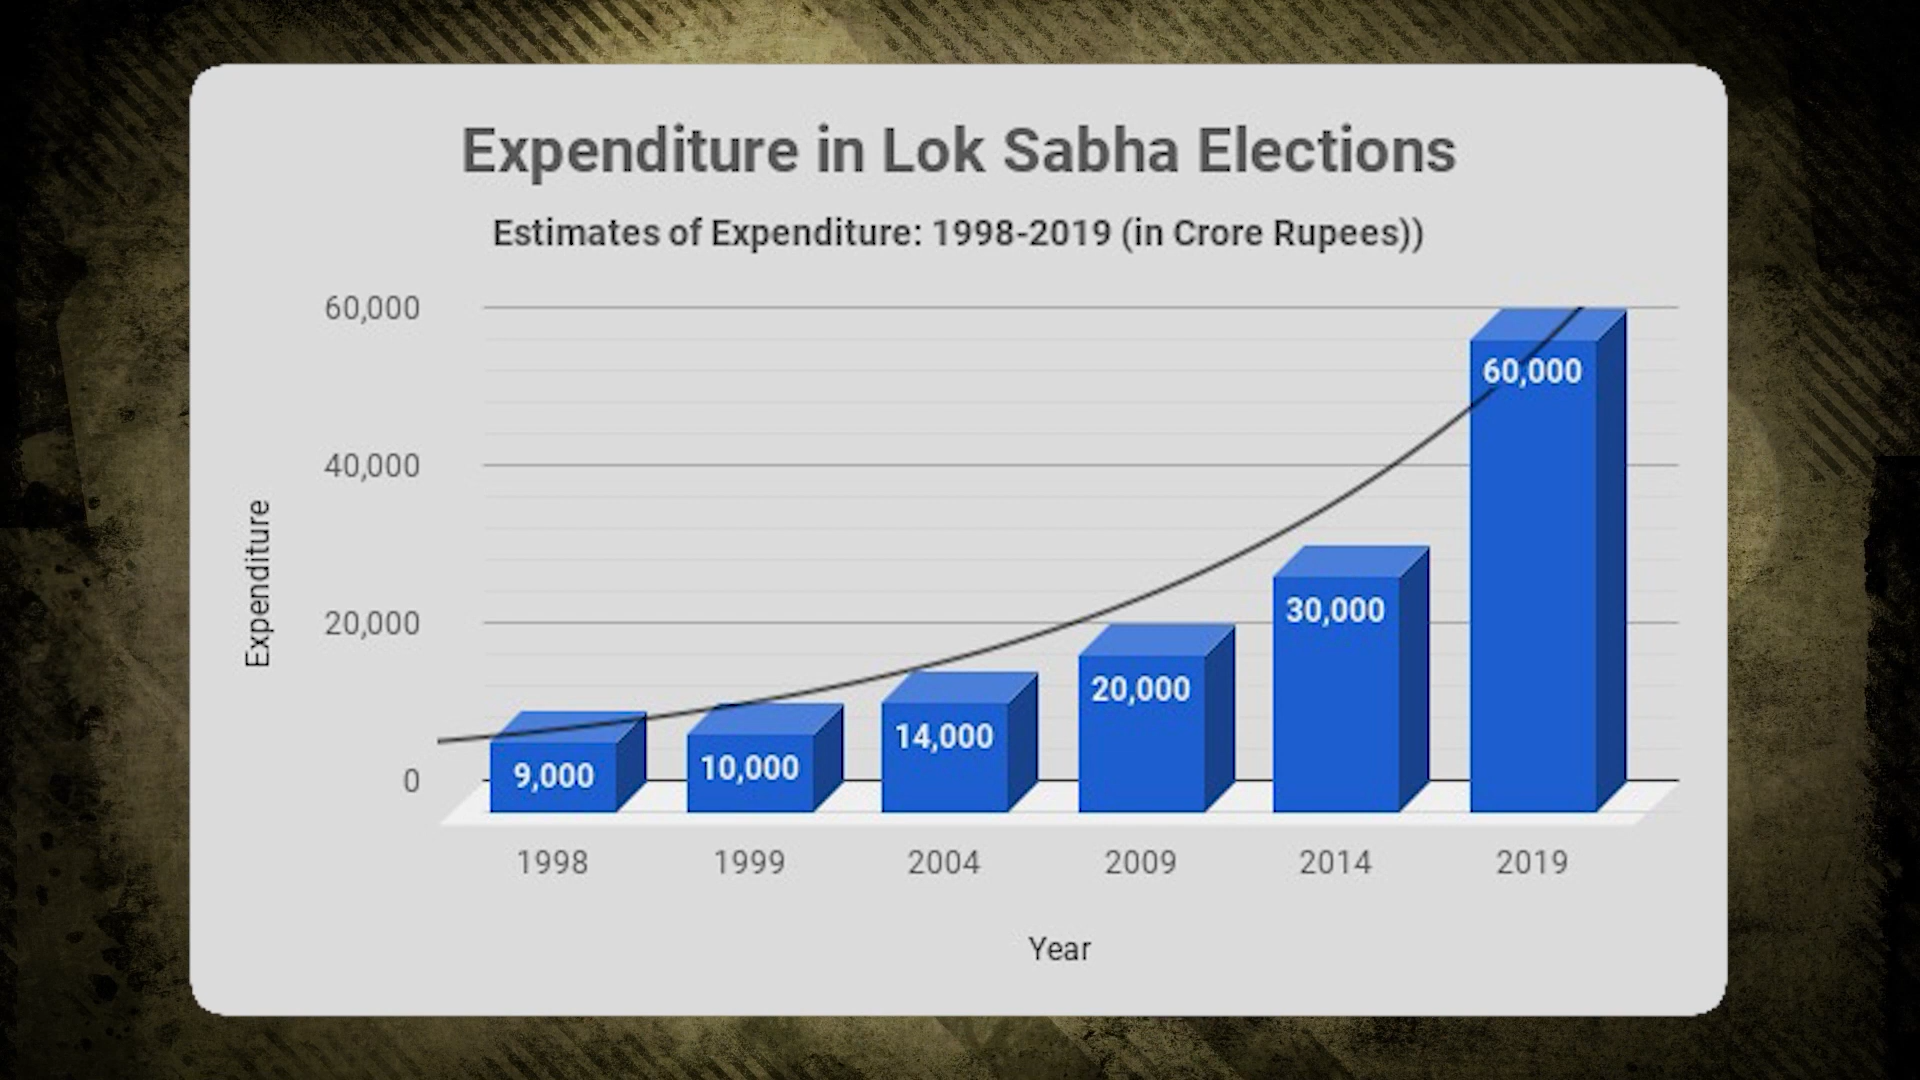 Expenditure in Lok Sabha Elections
Estimates of Expenditure: 1998-2019 (in Crore Rupees))
60,000
40,000
20,000
0
Expenditure
9,000
10,000
14,000
20,000
30,000
60,000
1998 1999 2004 2009 2014 2019
Year